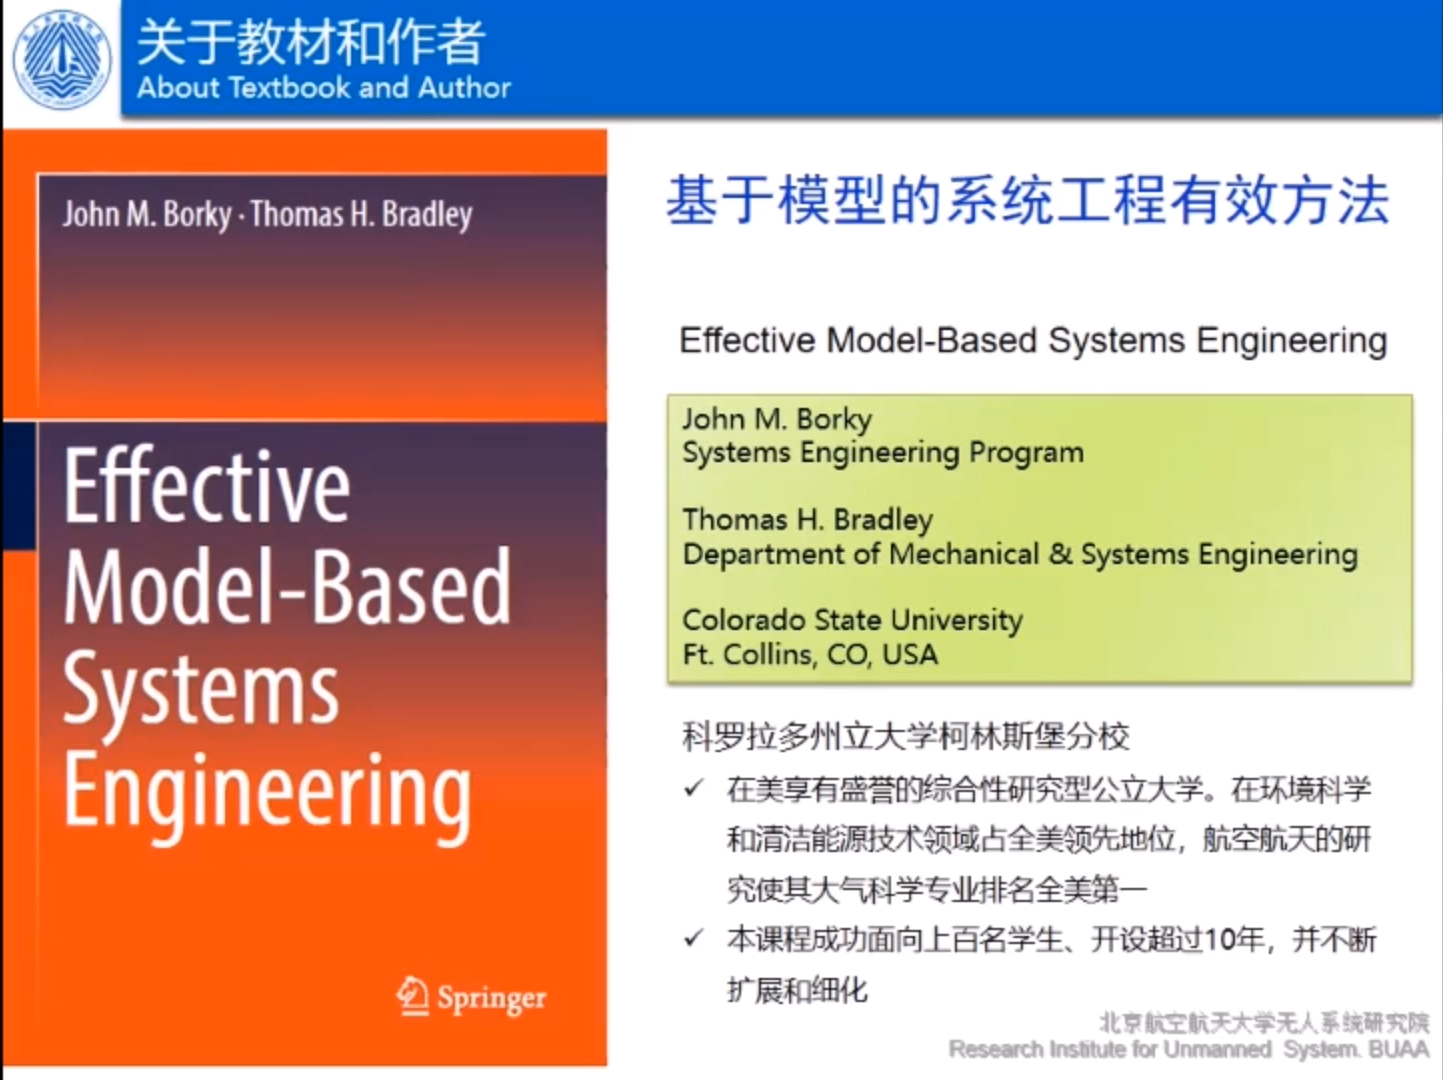 关于教材和作者
About Textbook and Author
John M. Borky · Thomas H. Bradley
Effective
Model-Based
Systems
Engineering
Springer
基于模型的系统工程有效方法
Effective Model-Based Systems Engineering
John M. Borky
Systems Engineering Program
Thomas H. Bradley
Department of Mechanical & Systems Engineering
Colorado State University
Ft. Collins, CO, USA
科罗拉多州立大学柯林斯堡分校
✓ 在美享有盛誉的综合性研究型公立大学。在环境科学
和清洁能源技术领域占全美领先地位，航空航天的研
究使其大气科学专业排名全美第一
✓ 本课程成功面向上百名学生、开设超过10年，并不断
扩展和细化
北京航空航天大学无人系统研究院
Research Institute for Unmanned System. BUAA